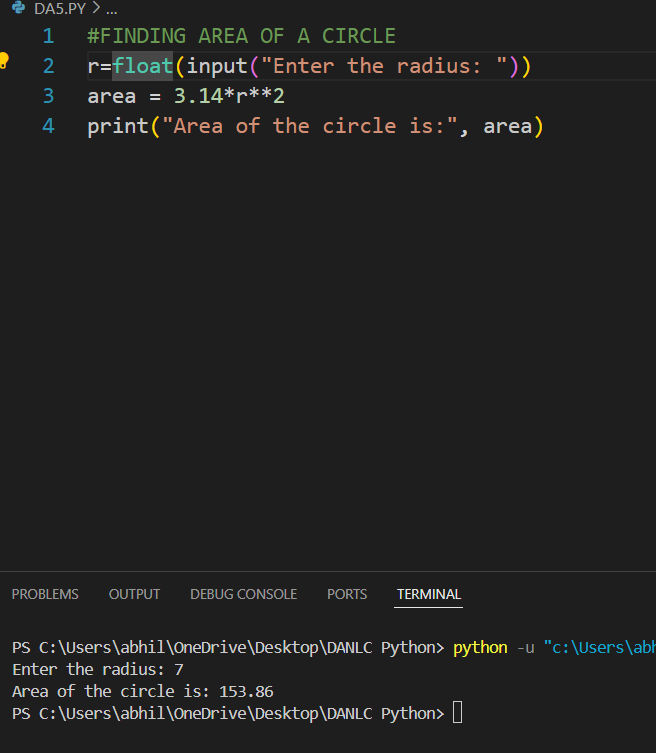 DA5.PY > ...
1 #FINDING AREA OF A CIRCLE
2 r=float(input("Enter the radius: "))
3 area = 3.14*r**2
4 print("Area of the circle is:", area)
PROBLEMS OUTPUT DEBUG CONSOLE PORTS TERMINAL
PS C:\Users\abhil\OneDrive\Desktop\DANLC Python> python -u "c:\Users\abh
Enter the radius: 7
Area of the circle is: 153.86
PS C:\Users\abhil\OneDrive\Desktop\DANLC Python>